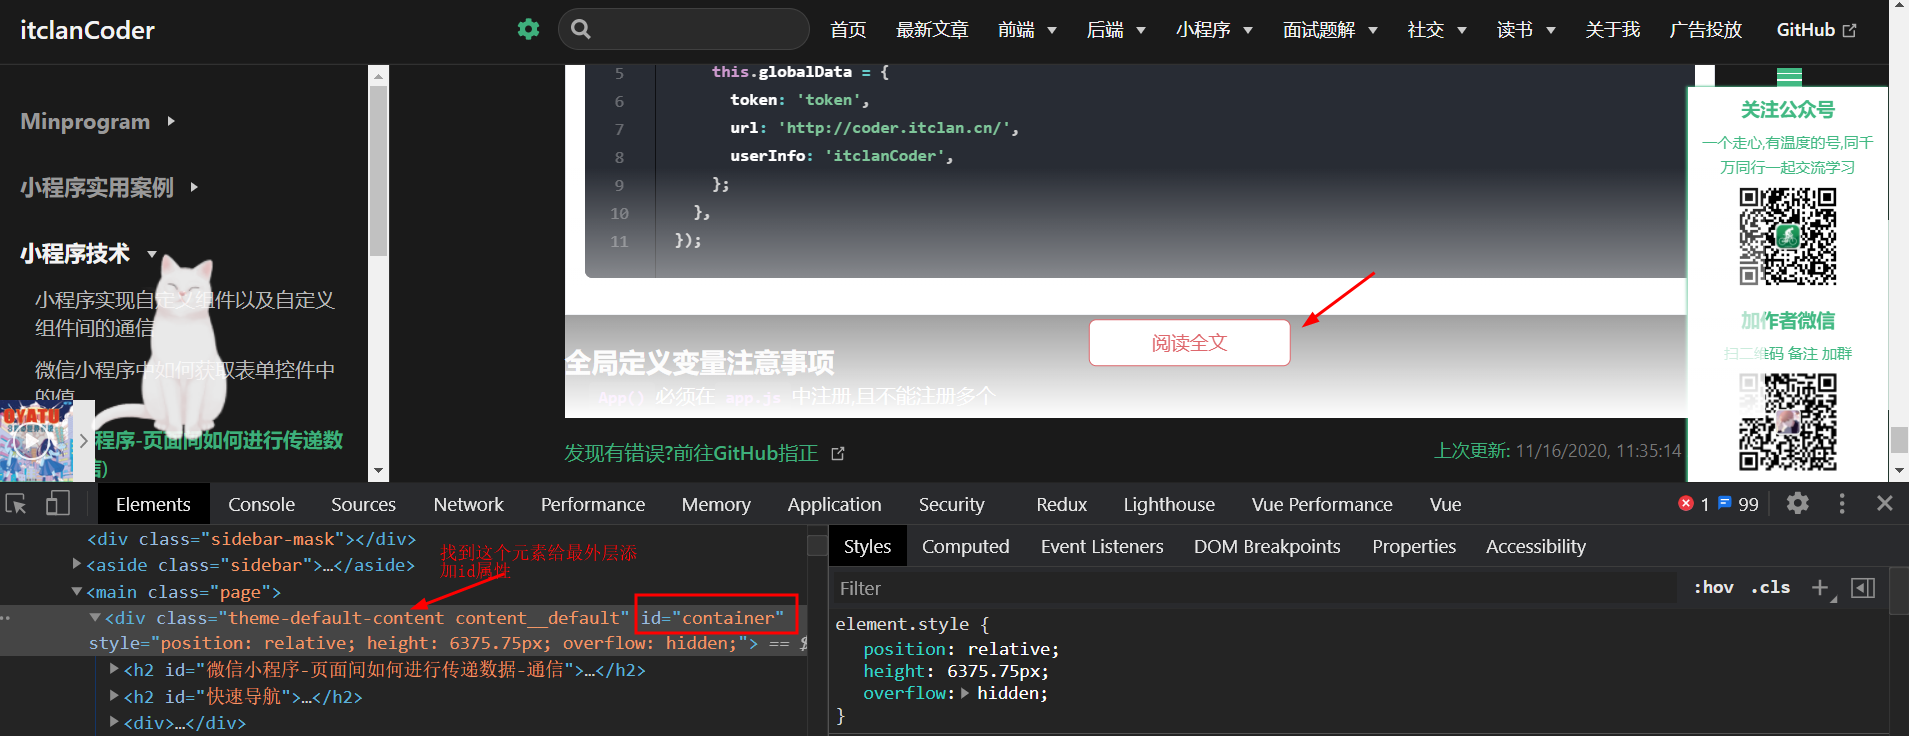 itclanCoder
首页 最新文章 前端 后端 小程序 面试题解 社交 读书 关于我 广告投放 GitHub
Minprogram
小程序实用案例
小程序技术
小程序实现自定义组件以及自定义
组件间的通信
微信小程序中如何获取表单控件中
的值
程序-页面间如何进行传递数
信)
5 this.globalData = {
6 token: 'token',
7 url: 'http://coder.itclan.cn/',
8 userInfo: 'itclanCoder',
9 };
10 },
11 });
阅读全文
全局定义变量注意事项
App() 必须在 app.js 中注册,且不能注册多个
发现有错误?前往GitHub指正
上次更新: 11/16/2020, 11:35:14
关注公众号
一个走心,有温度的号,同千
万同行一起交流学习
加作者微信
扫二维码 备注 加群
Elements Console Sources Network Performance Memory Application Security Redux Lighthouse Vue Performance Vue 1 99
<div class="sidebar-mask"></div>
<aside class="sidebar">…</aside>
<main class="page">
<div class="theme-default-content content__default" id="container"
style="position: relative; height: 6375.75px; overflow: hidden;"> == $
<h2 id="微信小程序-页面间如何进行传递数据-通信">…</h2>
<h2 id="快速导航">…</h2>
<div>…</div>
找到这个元素给最外层添
加id属性
Styles Computed Event Listeners DOM Breakpoints Properties Accessibility
Filter :hov .cls
element.style {
position: relative;
height: 6375.75px;
overflow: hidden;
}